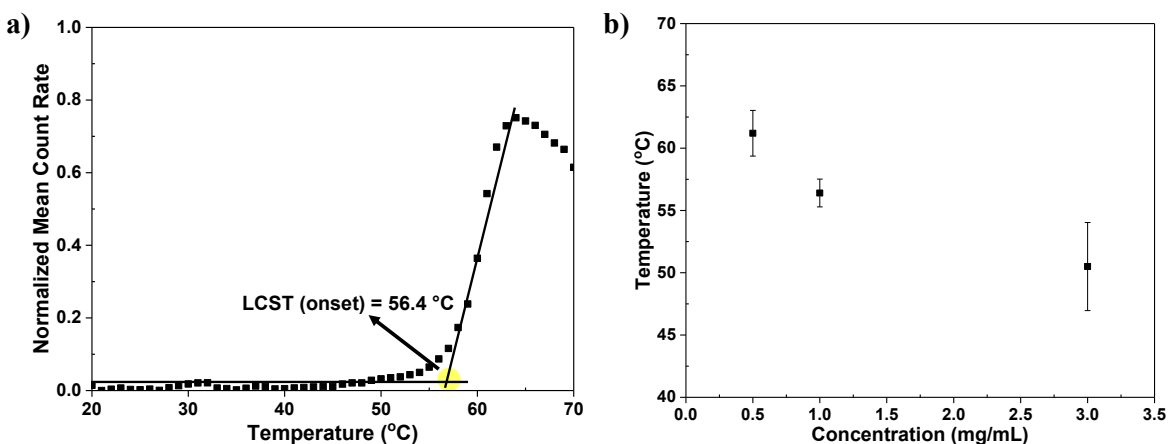 a)
1.0
0.8
0.6
0.4
0.2
0.0
Normalized Mean Count Rate
LCST (onset) = 56.4 °C
20 30 40 50 60 70
Temperature (°C)
b)
70
65
60
55
50
45
40
Temperature (°C)
0.0 0.5 1.0 1.5 2.0 2.5 3.0 3.5
Concentration (mg/mL)